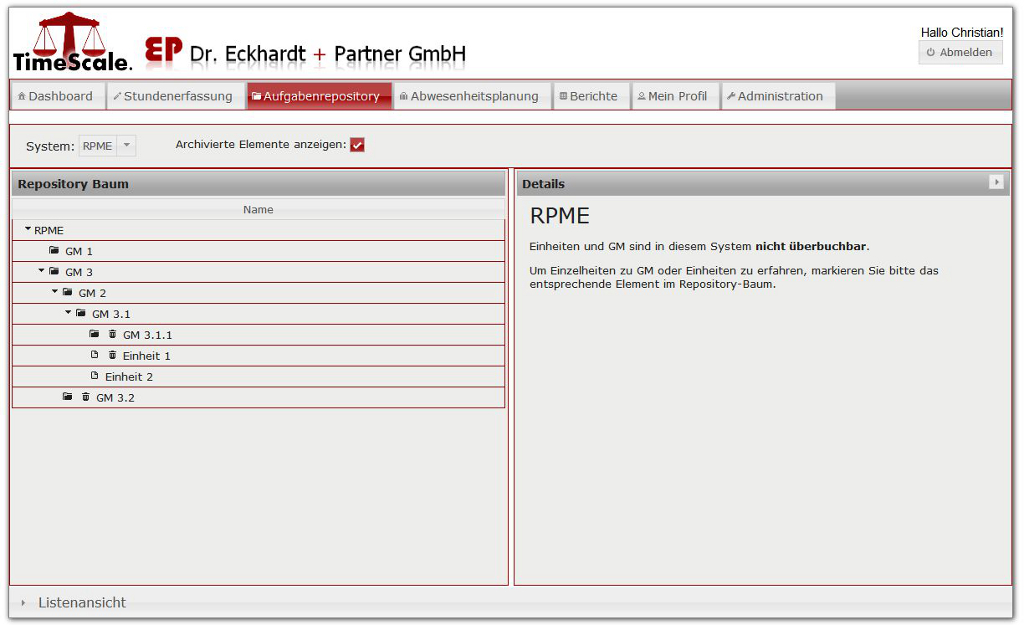 TimeScale.
EP Dr. Eckhardt + Partner GmbH
Hallo Christian!
Abmelden
Dashboard Stundenerfassung Aufgabenrepository Abwesenheitsplanung Berichte Mein Profil Administration
System: RPME Archivierte Elemente anzeigen:
Repository Baum
Name
RPME
GM 1
GM 3
GM 2
GM 3.1
GM 3.1.1
Einheit 1
Einheit 2
GM 3.2
Details
RPME
Einheiten und GM sind in diesem System nicht überbuchbar.
Um Einzelheiten zu GM oder Einheiten zu erfahren, markieren Sie bitte das
entsprechende Element im Repository-Baum.
Listenansicht